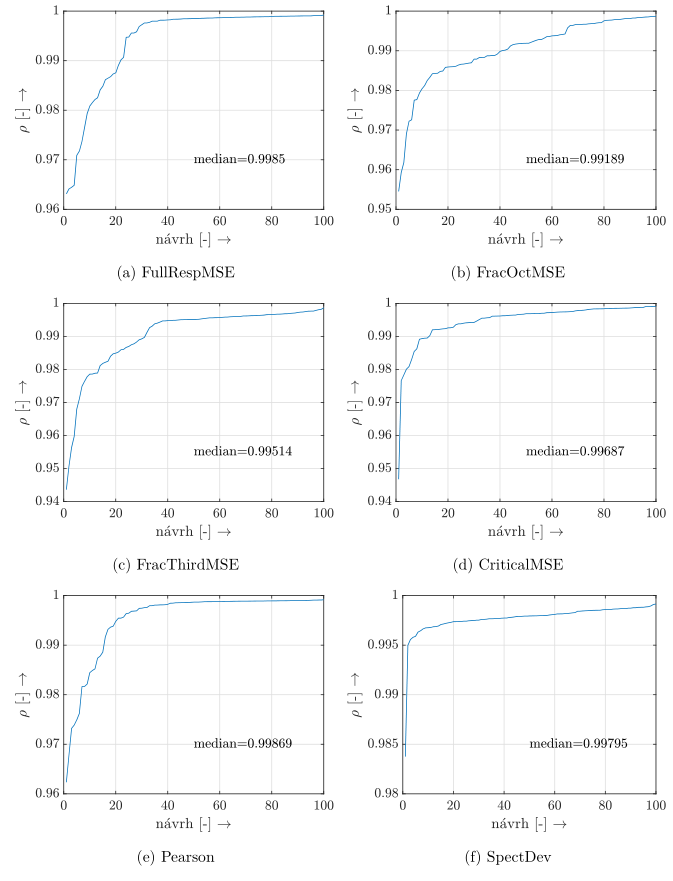 1
0.99
0.98
0.97
0.96
ρ [-] →
median=0.9985
0 20 40 60 80 100
návrh [-] →
(a) FullRespMSE
1
0.99
0.98
0.97
0.96
0.95
ρ [-] →
median=0.99189
0 20 40 60 80 100
návrh [-] →
(b) FracOctMSE
1
0.99
0.98
0.97
0.96
0.95
0.94
ρ [-] →
median=0.99514
0 20 40 60 80 100
návrh [-] →
(c) FracThirdMSE
1
0.99
0.98
0.97
0.96
0.95
0.94
ρ [-] →
median=0.99687
0 20 40 60 80 100
návrh [-] →
(d) CriticalMSE
1
0.99
0.98
0.97
0.96
ρ [-] →
median=0.99869
0 20 40 60 80 100
návrh [-] →
(e) Pearson
1
0.995
0.99
0.985
0.98
ρ [-] →
median=0.99795
0 20 40 60 80 100
návrh [-] →
(f) SpectDev